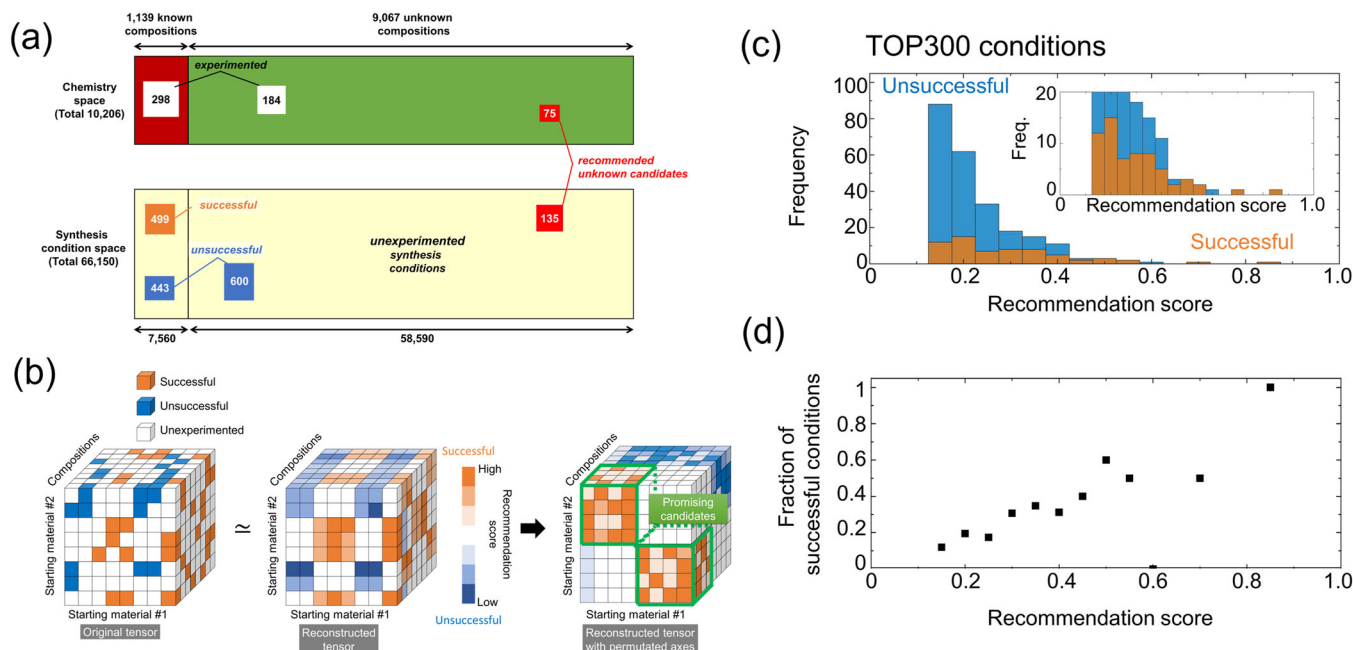 (a)
1,139 known
compositions
9,067 unknown
compositions
Chemistry
space
(Total 10,206)
experimented
298
184
75
recommended
unknown candidates
Synthesis
condition space
(Total 66,150)
499
successful
unsuccessful
443
600
unexperimented
synthesis
conditions
135
7,560
58,590
(b)
Successful
Unsuccessful
Unexperimented
Compositions
Starting material #2
Starting material #1
Original tensor
≃
Compositions
Starting material #2
Starting material #1
Reconstructed
tensor
Successful
High
Recommendation
score
Low
Unsuccessful
Compositions
Starting material #2
Promising
candidates
Starting material #1
Reconstructed tensor
with permutated axes
(c)
TOP300 conditions
Unsuccessful
Successful
Frequency
100
80
60
40
20
0
0
0.2
0.4
0.6
0.8
1.0
Recommendation score
Freq.
20
10
0
0
1.0
Recommendation score
(d)
Fraction of
successful conditions
1
0.8
0.6
0.4
0.2
0
0
0.2
0.4
0.6
0.8
1.0
Recommendation score